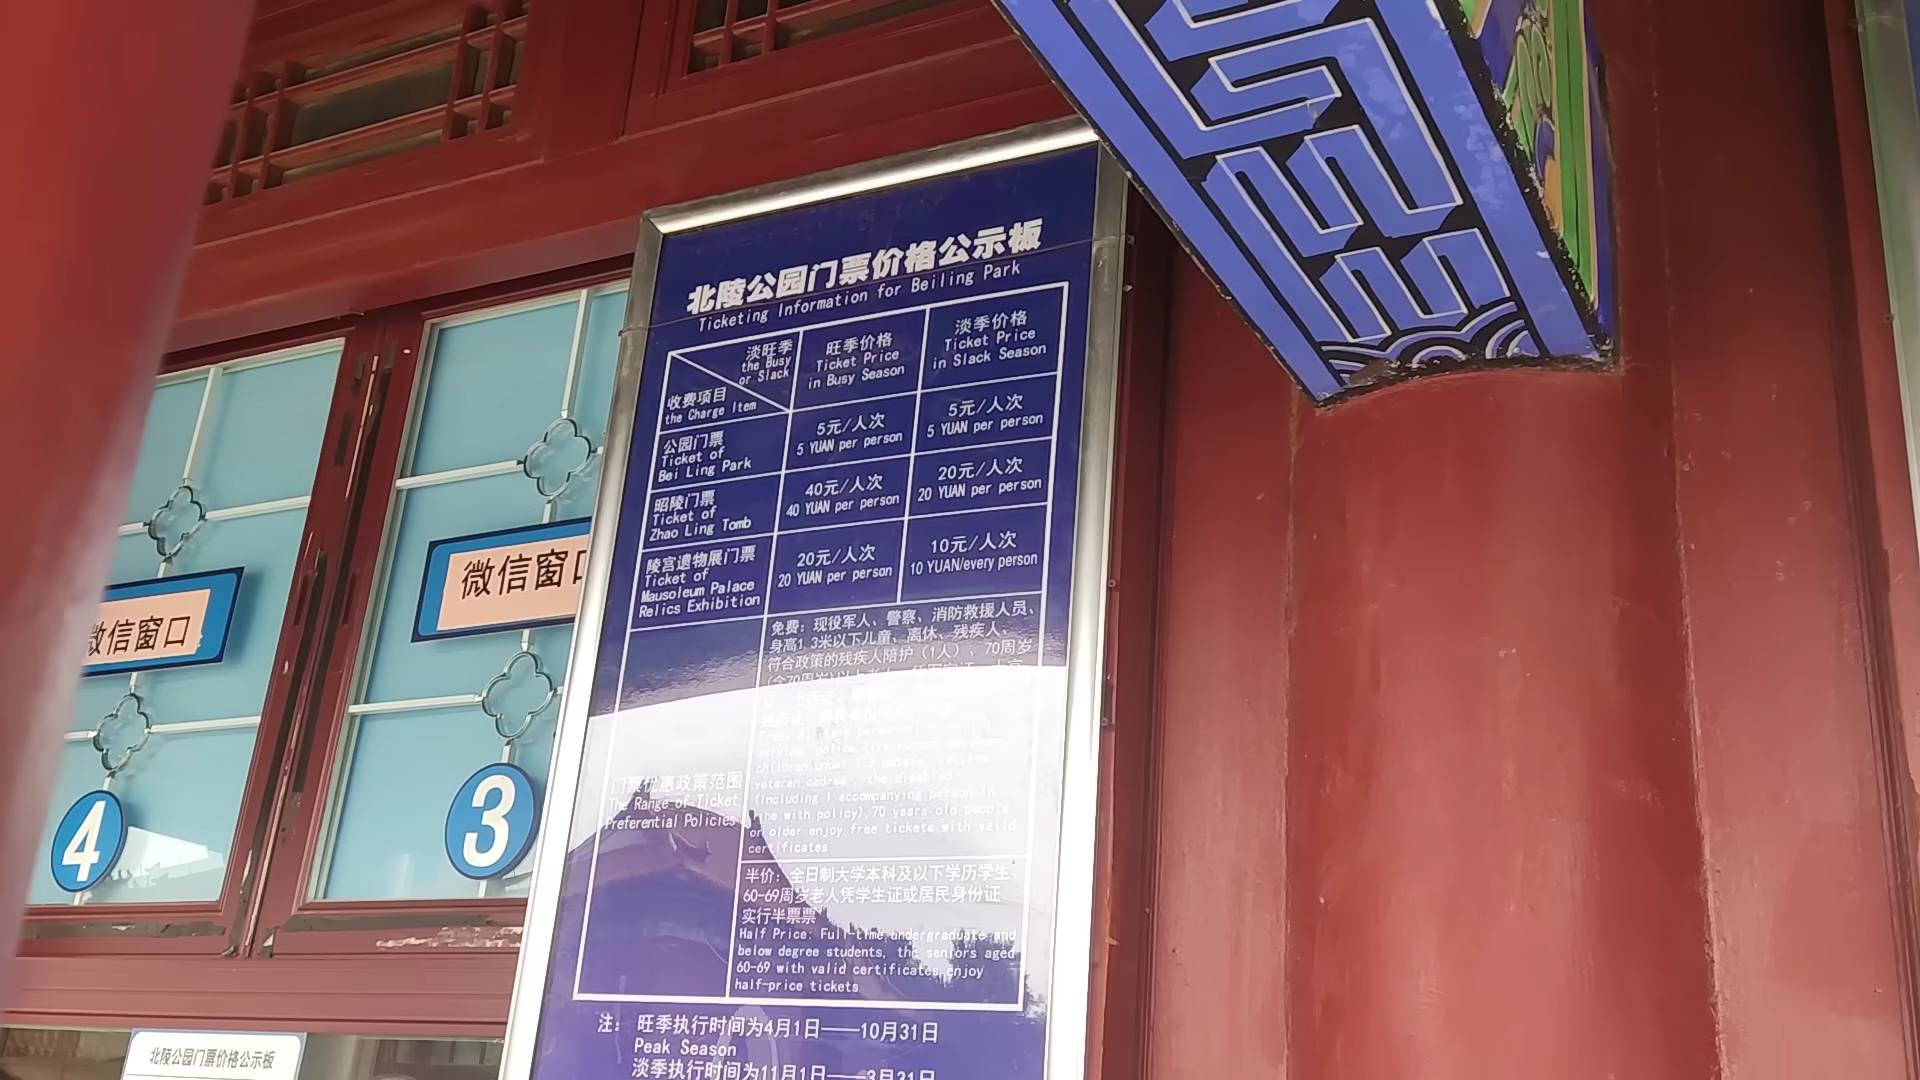 北陵公园门票价格公示板
Ticketing Information for Beiling Park
淡旺季
the Busy
or Slack
收费项目
the Charge Item
旺季价格
Ticket Price
in Busy Season
淡季价格
Ticket Price
in Slack Season
公园门票
Ticket of
Bei Ling Park
5元/人次
5 YUAN per person
5元/人次
5 YUAN per person
昭陵门票
Ticket of
Zhao Ling Tomb
40元/人次
40 YUAN per person
20元/人次
20 YUAN per person
陵宫遗物展门票
Ticket of
Mausoleum Palace
Relics Exhibition
20元/人次
20 YUAN per person
10元/人次
10 YUAN/every person
门票优惠政策范围
The Range of Ticket
Preferential Policies
免费：现役军人、警察、消防救援人员、
身高1.3米以下儿童、离休、残疾人、
符合政策的残疾人陪护（1人）、70周岁
(含70周岁)以上老人
service, police, fire
children under 1.3 meters, retired
veteran cadres, the disabled
(including 1 accompanying person in
line with policy),70 years old people
or older enjoy free tickets with valid
certificates
半价：全日制大学本科及以下学历学生、
60-69周岁老人凭学生证或居民身份证
实行半票票
Half Price: Full-time undergraduate and
below degree students, the seniors aged
60-69 with valid certificates enjoy
half-price tickets
注：旺季执行时间为4月1日——10月31日
Peak Season
淡季执行时间为11月1日——3月31日
微信窗口
4
微信窗
3
北陵公园门票价格公示板